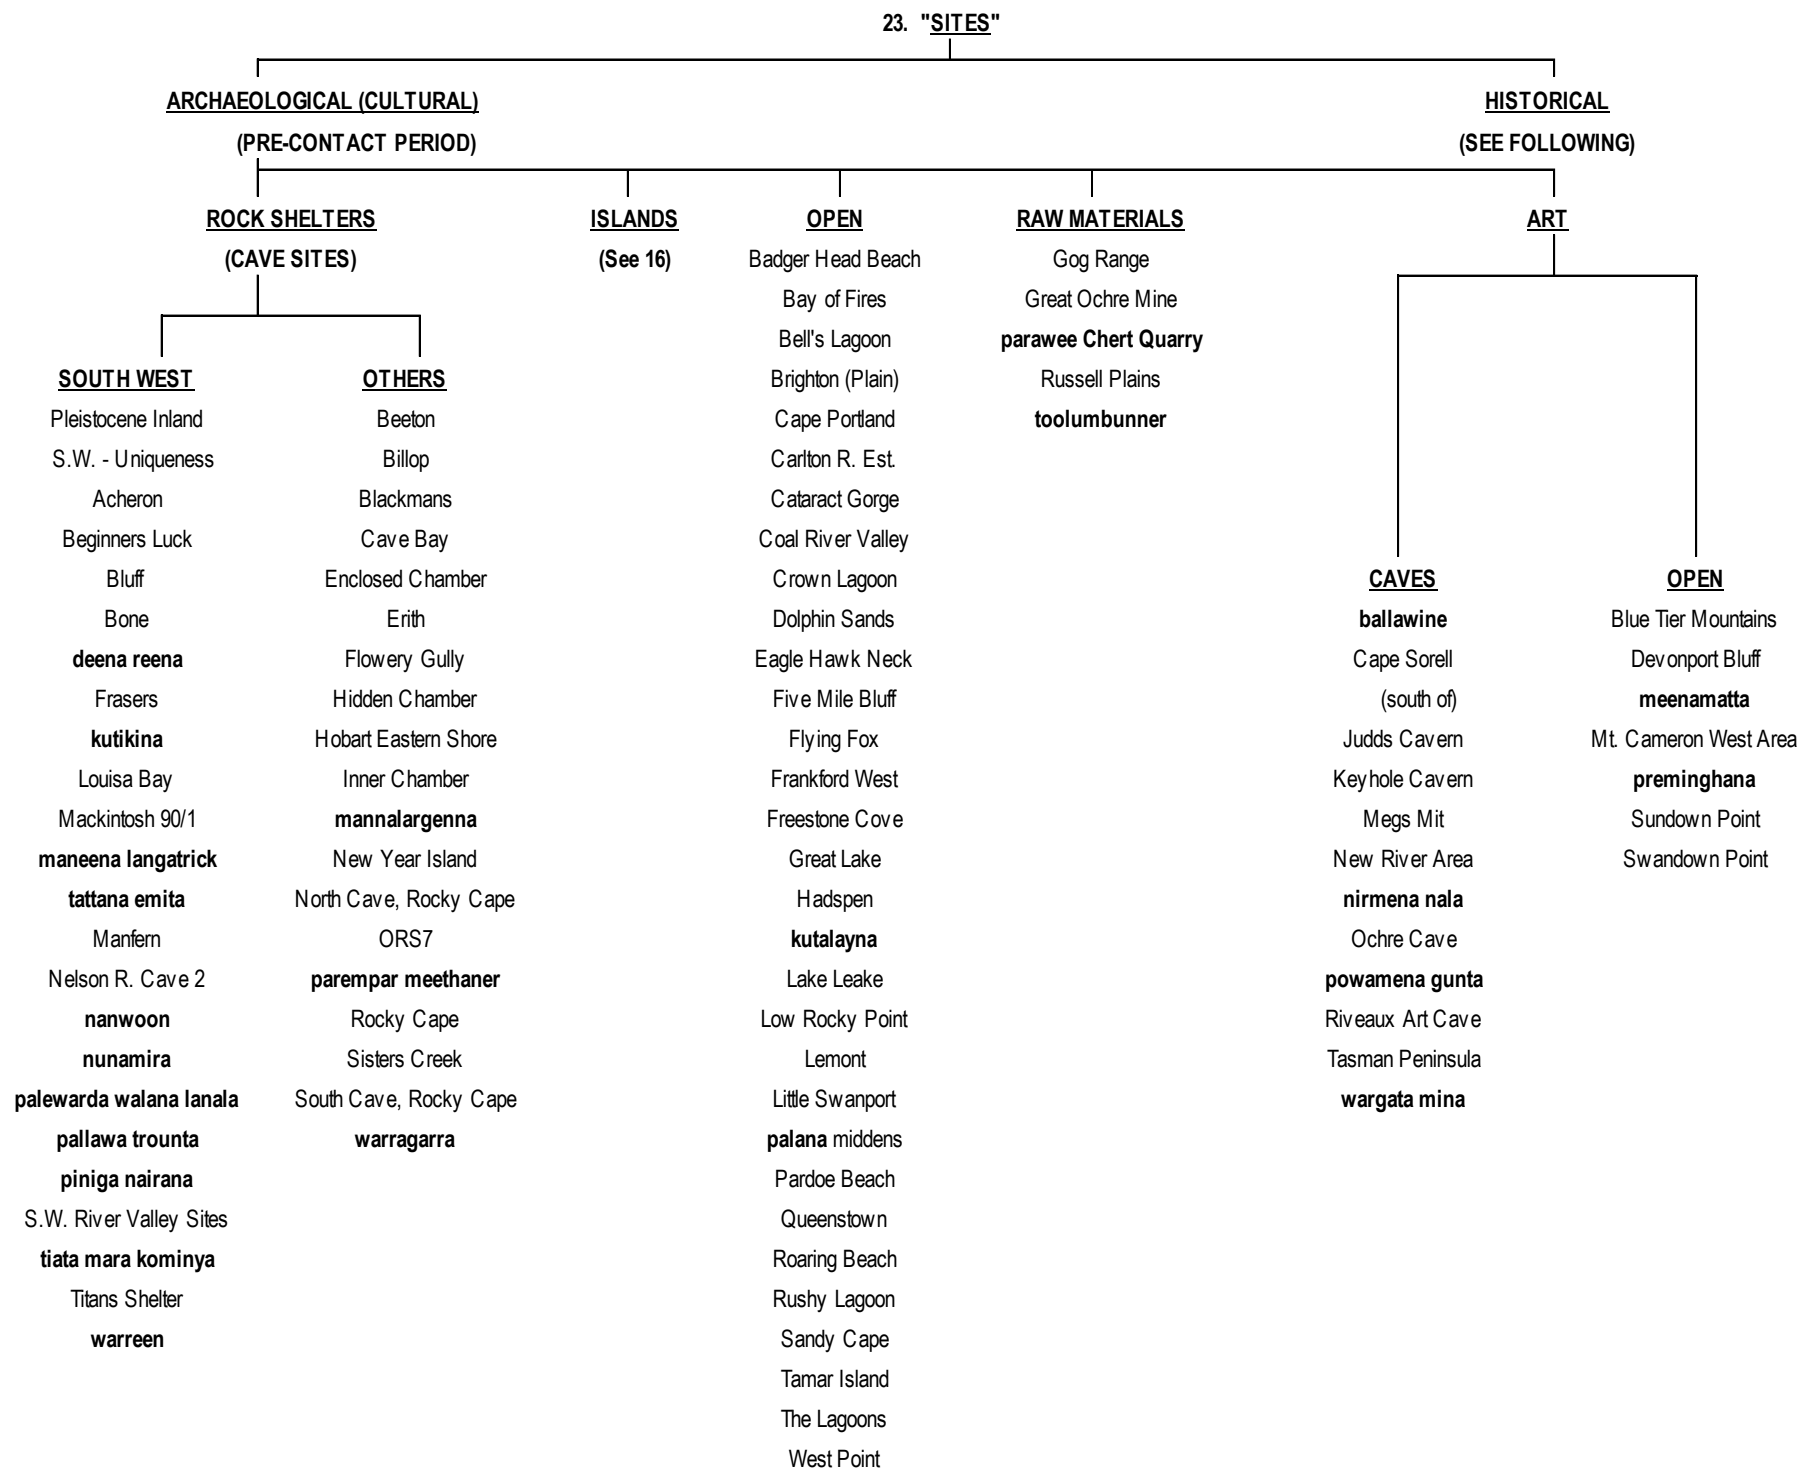 23. "SITES"
ARCHAEOLOGICAL (CULTURAL)
(PRE-CONTACT PERIOD)
HISTORICAL
(SEE FOLLOWING)
ROCK SHELTERS
(CAVE SITES)
ISLANDS
(See 16)
OPEN
Badger Head Beach
Bay of Fires
Bell's Lagoon
Brighton (Plain)
Cape Portland
Carlton R. Est.
Cataract Gorge
Coal River Valley
Crown Lagoon
Dolphin Sands
Eagle Hawk Neck
Five Mile Bluff
Flying Fox
Frankford West
Freestone Cove
Great Lake
Hadspen
kutalayna
Lake Leake
Low Rocky Point
Lemont
Little Swanport
palana middens
Pardoe Beach
Queenstown
Roaring Beach
Rushy Lagoon
Sandy Cape
Tamar Island
The Lagoons
West Point
RAW MATERIALS
Gog Range
Great Ochre Mine
parawee Chert Quarry
Russell Plains
toolumbunner
ART
SOUTH WEST
Pleistocene Inland
S.W. - Uniqueness
Acheron
Beginners Luck
Bluff
Bone
deena reena
Frasers
kutikina
Louisa Bay
Mackintosh 90/1
maneena langatrick
tattana emita
Manfern
Nelson R. Cave 2
nanwoon
nunamira
palewarda walana lanala
pallawa trounta
piniga nairana
S.W. River Valley Sites
tiata mara kominya
Titans Shelter
warreen
OTHERS
Beeton
Billop
Blackmans
Cave Bay
Enclosed Chamber
Erith
Flowery Gully
Hidden Chamber
Hobart Eastern Shore
Inner Chamber
mannalargenna
New Year Island
North Cave, Rocky Cape
ORS7
parempar meethaner
Rocky Cape
Sisters Creek
South Cave, Rocky Cape
warragarra
CAVES
ballawine
Cape Sorell
(south of)
Judds Cavern
Keyhole Cavern
Megs Mit
New River Area
nirmena nala
Ochre Cave
powamena gunta
Riveaux Art Cave
Tasman Peninsula
wargata mina
OPEN
Blue Tier Mountains
Devonport Bluff
meenamatta
Mt. Cameron West Area
preminghana
Sundown Point
Swandown Point